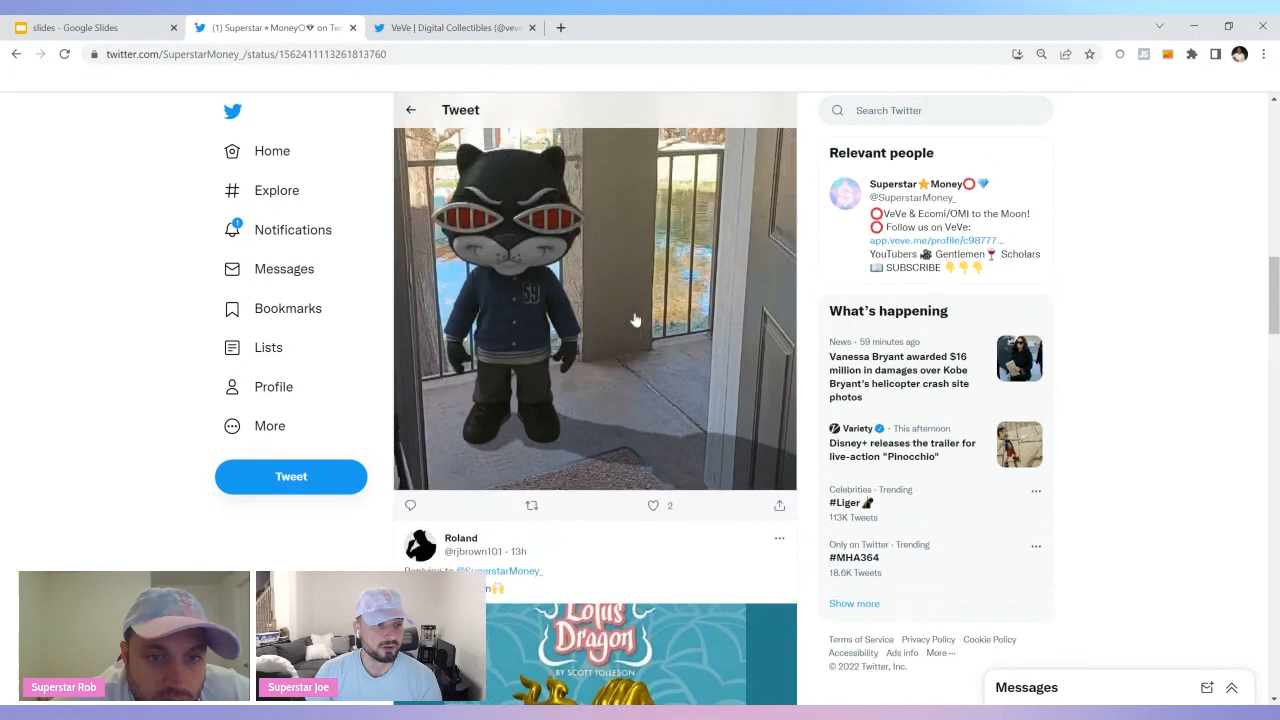 slides - Google Slides
(1) Superstar⭐Money⭕💎 on Tw
VeVe | Digital Collectibles (@veve
twitter.com/SuperstarMoney_/status/1562411113261813760
Home
Explore
1
Notifications
Messages
Bookmarks
Lists
Profile
More
Tweet
Tweet
59
2
Roland
@rjbrown101 · 13h
Replying to @SuperstarMoney_
Lotus
Dragon
BY SCOTT TOLLESON
Search Twitter
Relevant people
Superstar⭐Money⭕💎
@SuperstarMoney_
⭕VeVe & Ecomi/OMI to the Moon!
⭕ Follow us on VeVe:
app.veve.me/profile/c98777...
YouTubers 🎥 Gentlemen🍷 Scholars
📖 SUBSCRIBE 👇👇👇
What's happening
News · 59 minutes ago
Vanessa Bryant awarded $16
million in damages over Kobe
Bryant's helicopter crash site
photos
Variety · This afternoon
Disney+ releases the trailer for
live-action "Pinocchio"
Celebrities · Trending
#Liger
113K Tweets
Only on Twitter · Trending
#MHA364
18.6K Tweets
Show more
Terms of Service Privacy Policy Cookie Policy
Accessibility Ads info More ···
© 2022 Twitter, Inc.
Messages
Superstar Rob
Superstar Joe